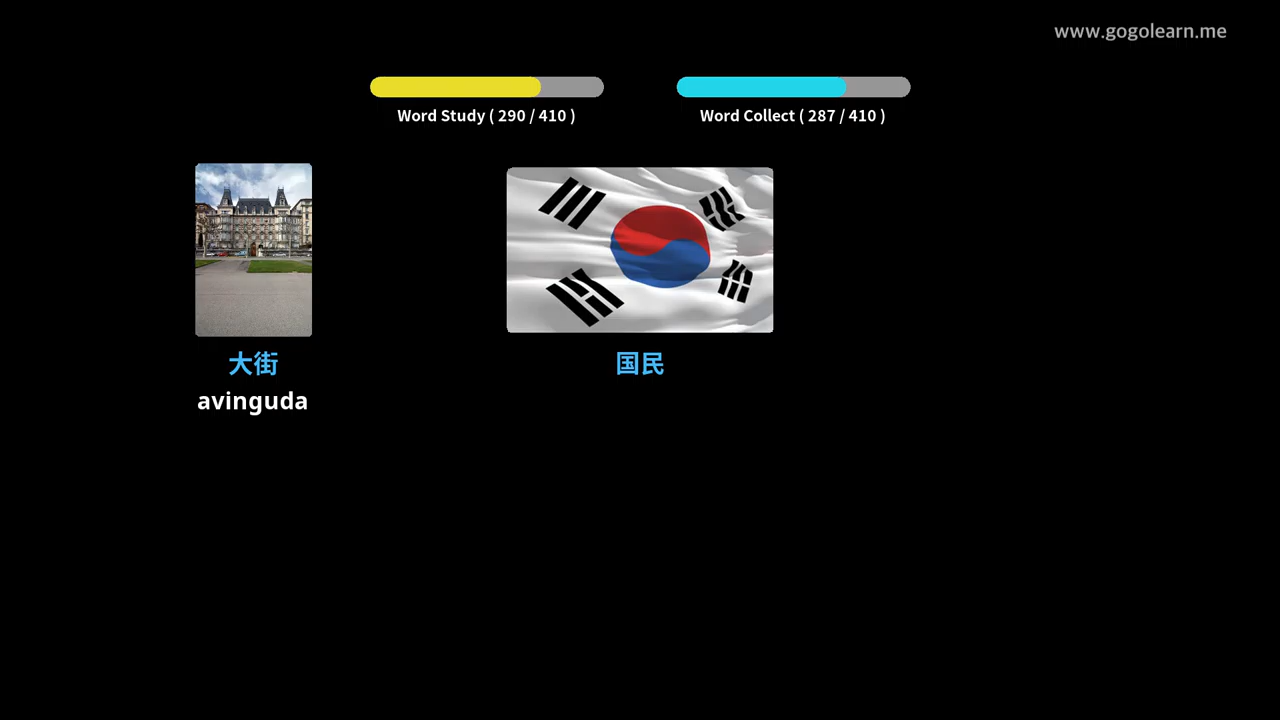 www.gogolearn.me
Word Study ( 290 / 410 )
Word Collect ( 287 / 410 )
大街
avinguda
国民